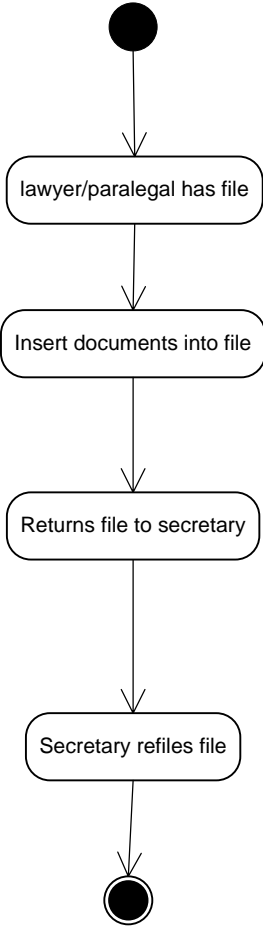 lawyer/paralegal has file
Insert documents into file
Returns file to secretary
Secretary refiles file